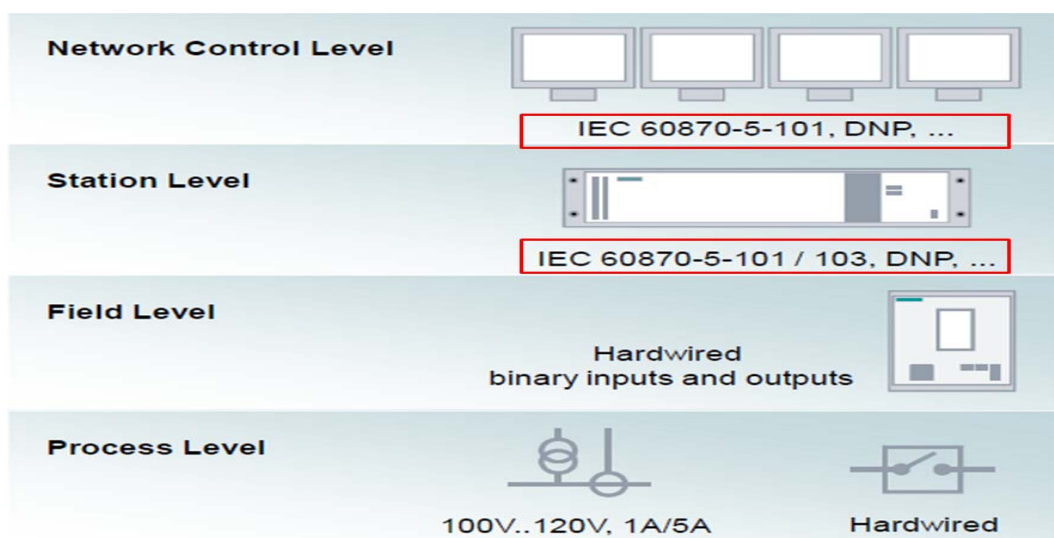 Network Control Level
IEC 60870-5-101, DNP, ...
Station Level
IEC 60870-5-101 / 103, DNP, ...
Field Level
Hardwired
binary inputs and outputs
Process Level
100V..120V, 1A/5A
Hardwired